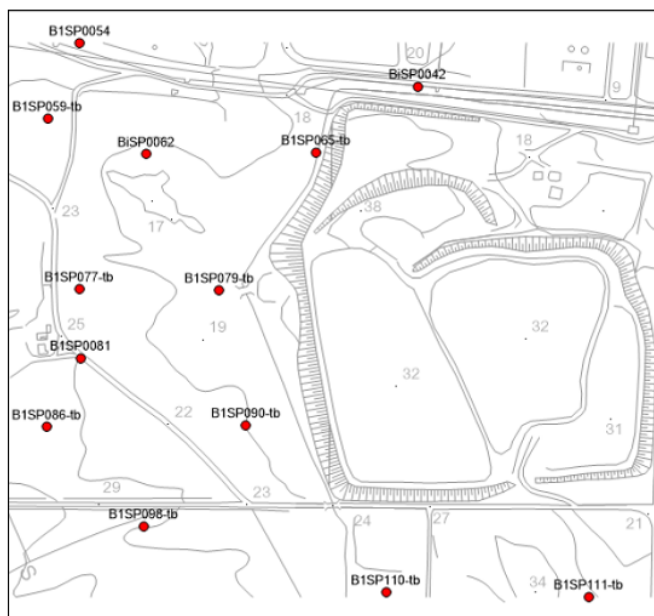 B1SP0054
20
BiSP0042
9
B1SP059-tb
18
BiSP0062
B1SP065-tb
18
23
17
38
B1SP077-tb
B1SP079-tb
25
19
32
B1SP0081
32
B1SP086-tb
22
B1SP090-tb
31
29
23
24
27
21
B1SP098-tb
S
B1SP110-tb
34
B1SP111-tb